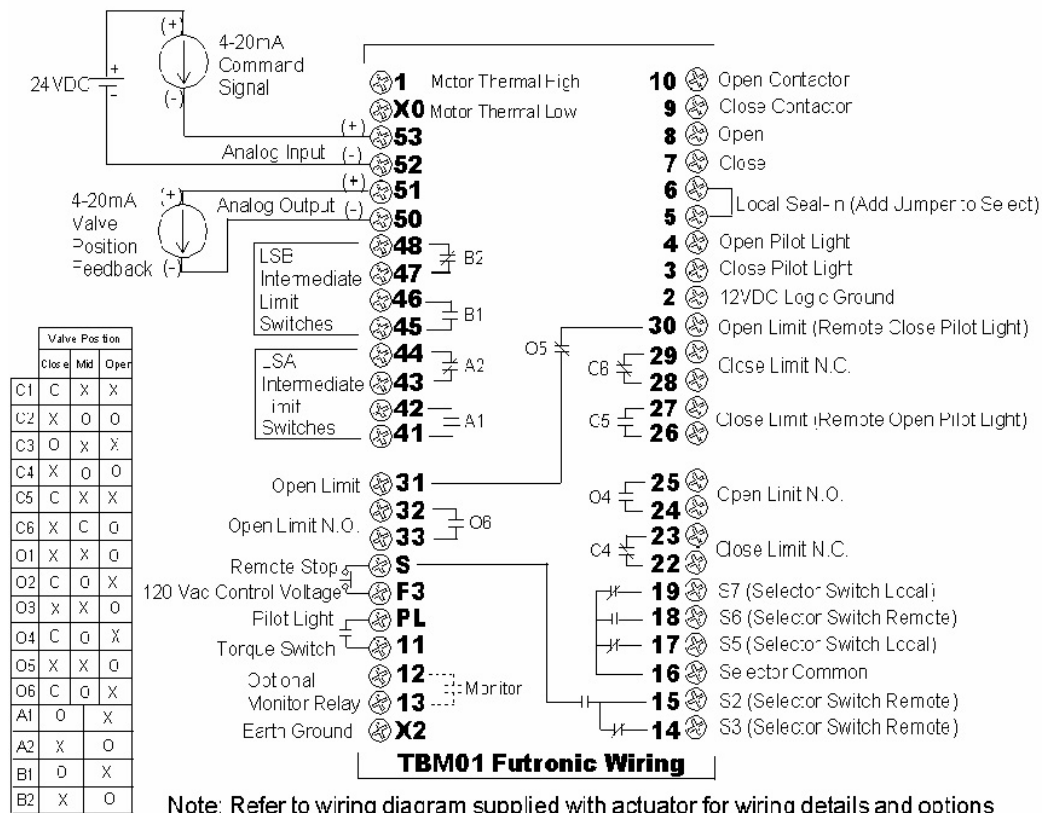 (+)
4-20mA
Command
Signal
24VDC
+
-
(-)
1 Motor Thermal High
X0 Motor Thermal Low
(+) 53
Analog Input (-) 52
(+) 51
Analog Output (-) 50
(+)
4-20mA
Valve
Position
Feedback (-)
LSB
Intermediate
Limit
Switches
48
47
B2
46
45
B1
LSA
Intermediate
Limit
Switches
44
43
A2
42
41
A1
Open Limit 31
Open Limit N.O. 32
33
O6
Remote Stop S
120 Vac Control Voltage F3
Pilot Light PL
Torque Switch 11
Optional 12
Monitor Relay 13
Monitor
Earth Ground X2
10 Open Contactor
9 Close Contactor
8 Open
7 Close
6
5
Local Seal-In (Add Jumper to Select)
4 Open Pilot Light
3 Close Pilot Light
2 12VDC Logic Ground
O5
30 Open Limit (Remote Close Pilot Light)
C6 29
28
Close Limit N.C.
C5 27
26
Close Limit (Remote Open Pilot Light)
O4 25
24
Open Limit N.O.
C4 23
22
Close Limit N.C.
19 S7 (Selector Switch Local)
18 S6 (Selector Switch Remote)
17 S5 (Selector Switch Local)
16 Selector Common
15 S2 (Selector Switch Remote)
14 S3 (Selector Switch Remote)
TBM01 Futronic Wiring
Valve Position
Close Mid Open
C1 C X X
C2 X O O
C3 O X X
C4 X O O
C5 C X X
C6 X C O
O1 X X O
O2 C O X
O3 X X O
O4 C O X
O5 X X O
O6 C O X
A1 O X
A2 X O
B1 O X
B2 X O
Note: Refer to wiring diagram supplied with actuator for wiring details and options